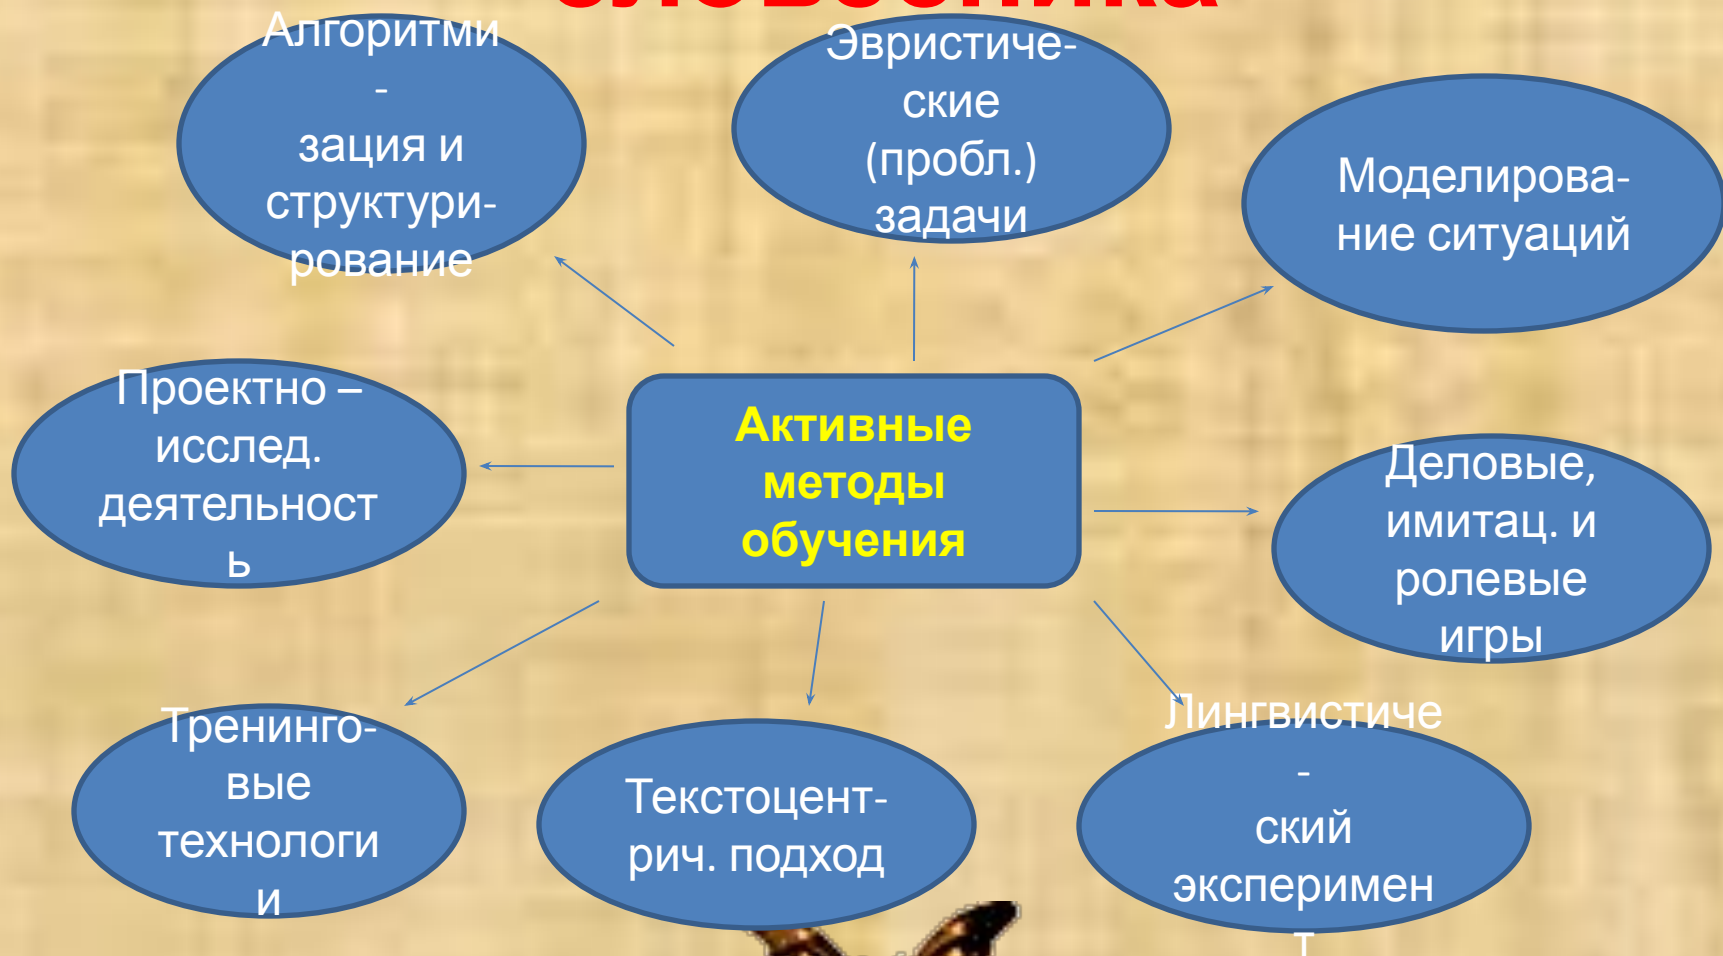 Алгоритми
-
зация и
структури-
рование
Эвристиче-
ские
(пробл.)
задачи
Моделирова-
ние ситуаций
Проектно –
исслед.
деятельност
ь
Активные
методы
обучения
Деловые,
имитац. и
ролевые
игры
Тренинго-
вые
технологи
и
Текстоцент-
рич. подход
Лингвистиче
-
ский
эксперимен
т